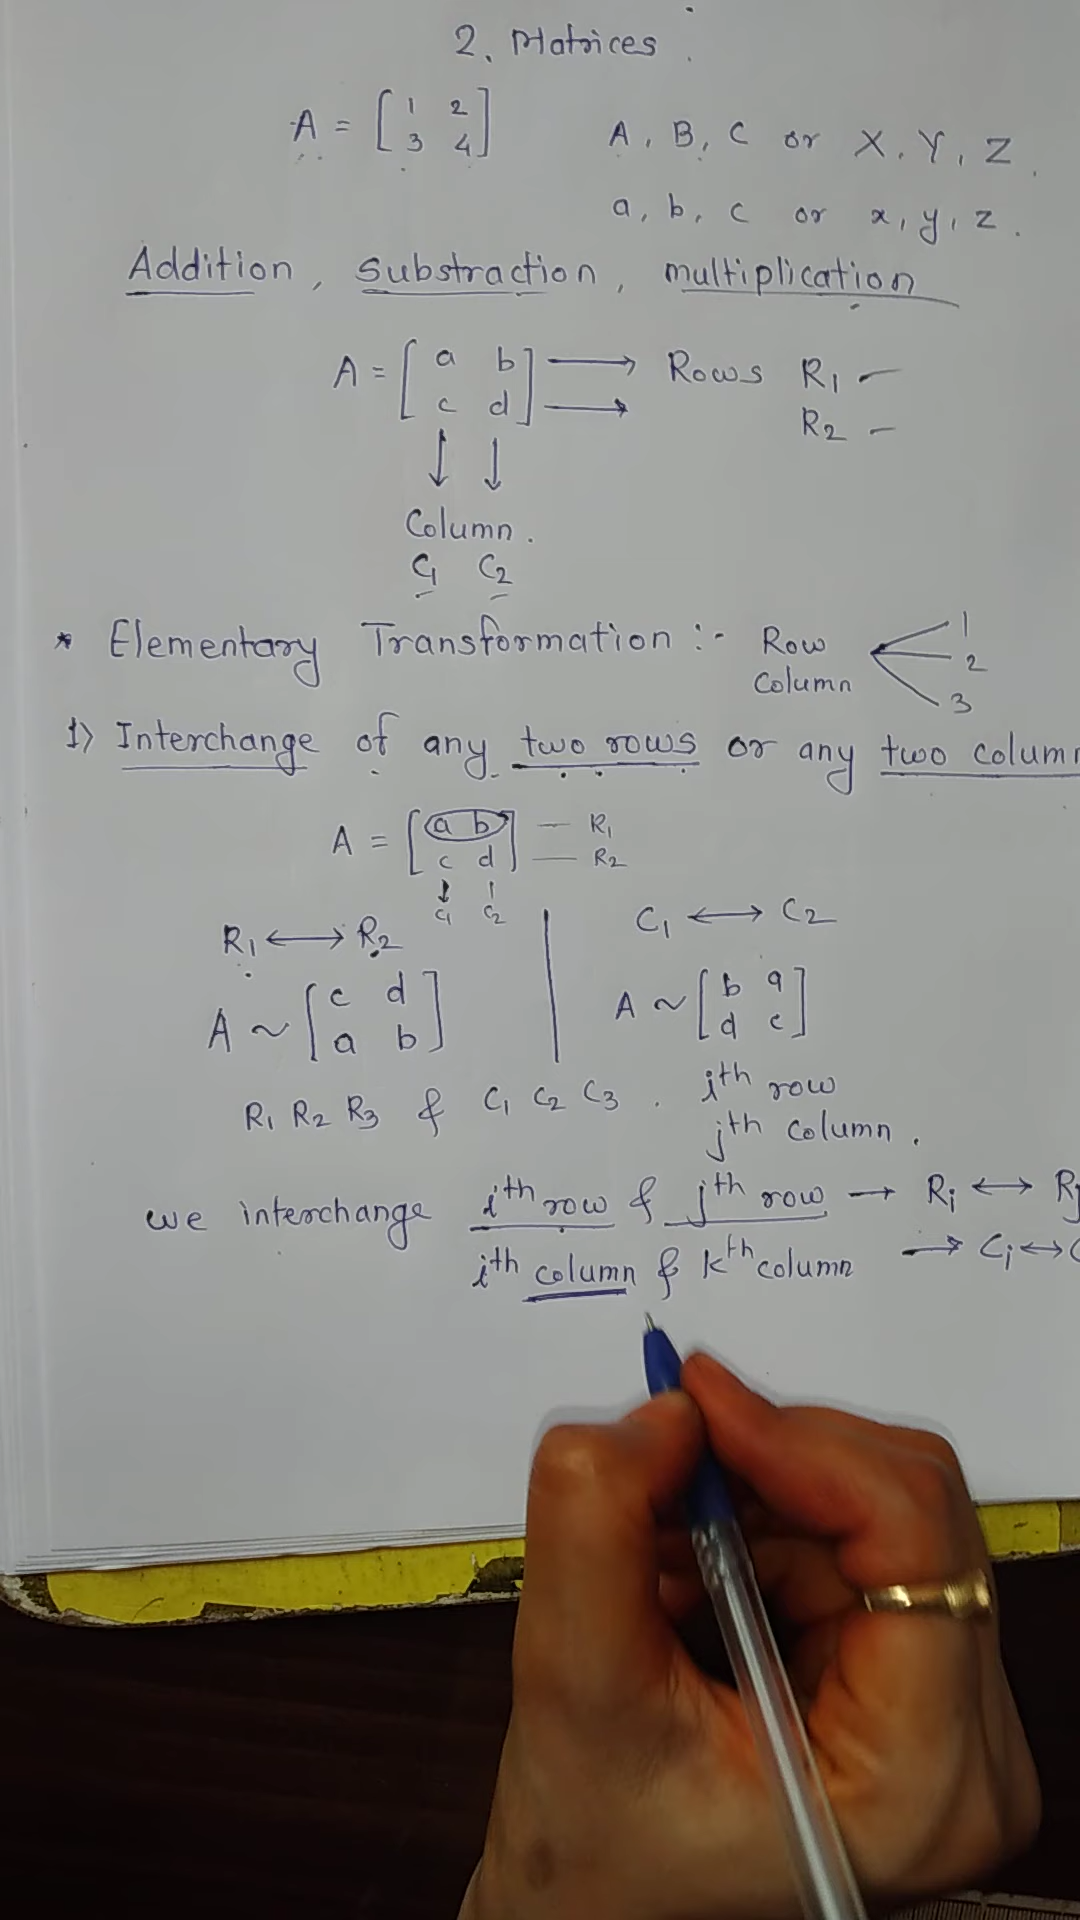 2. Matrices.
A = [ 1 2
3 4 ]
A, B, C or X, Y, Z.
a, b, c or x, y, z.
Addition, Substraction, multiplication
A = [ a b
c d ]
→ Rows R1 –
→ R2 –
↓ ↓
Column.
C1 C2
* Elementary Transformation :- Row
Column
1
2
3
1) Interchange of any two rows or any two colum
A = [ a b ] — R1
c d — R2
↓
C1 C2
R1 ↔ R2
A ~ [ c d
a b ]
C1 ↔ C2
A ~ [ b a
d c ]
R1 R2 R3 & C1 C2 C3.
ith row
jth column.
we interchange ith row & jth row → Ri ↔ Rj
ith column & kth column → Ci ↔ C